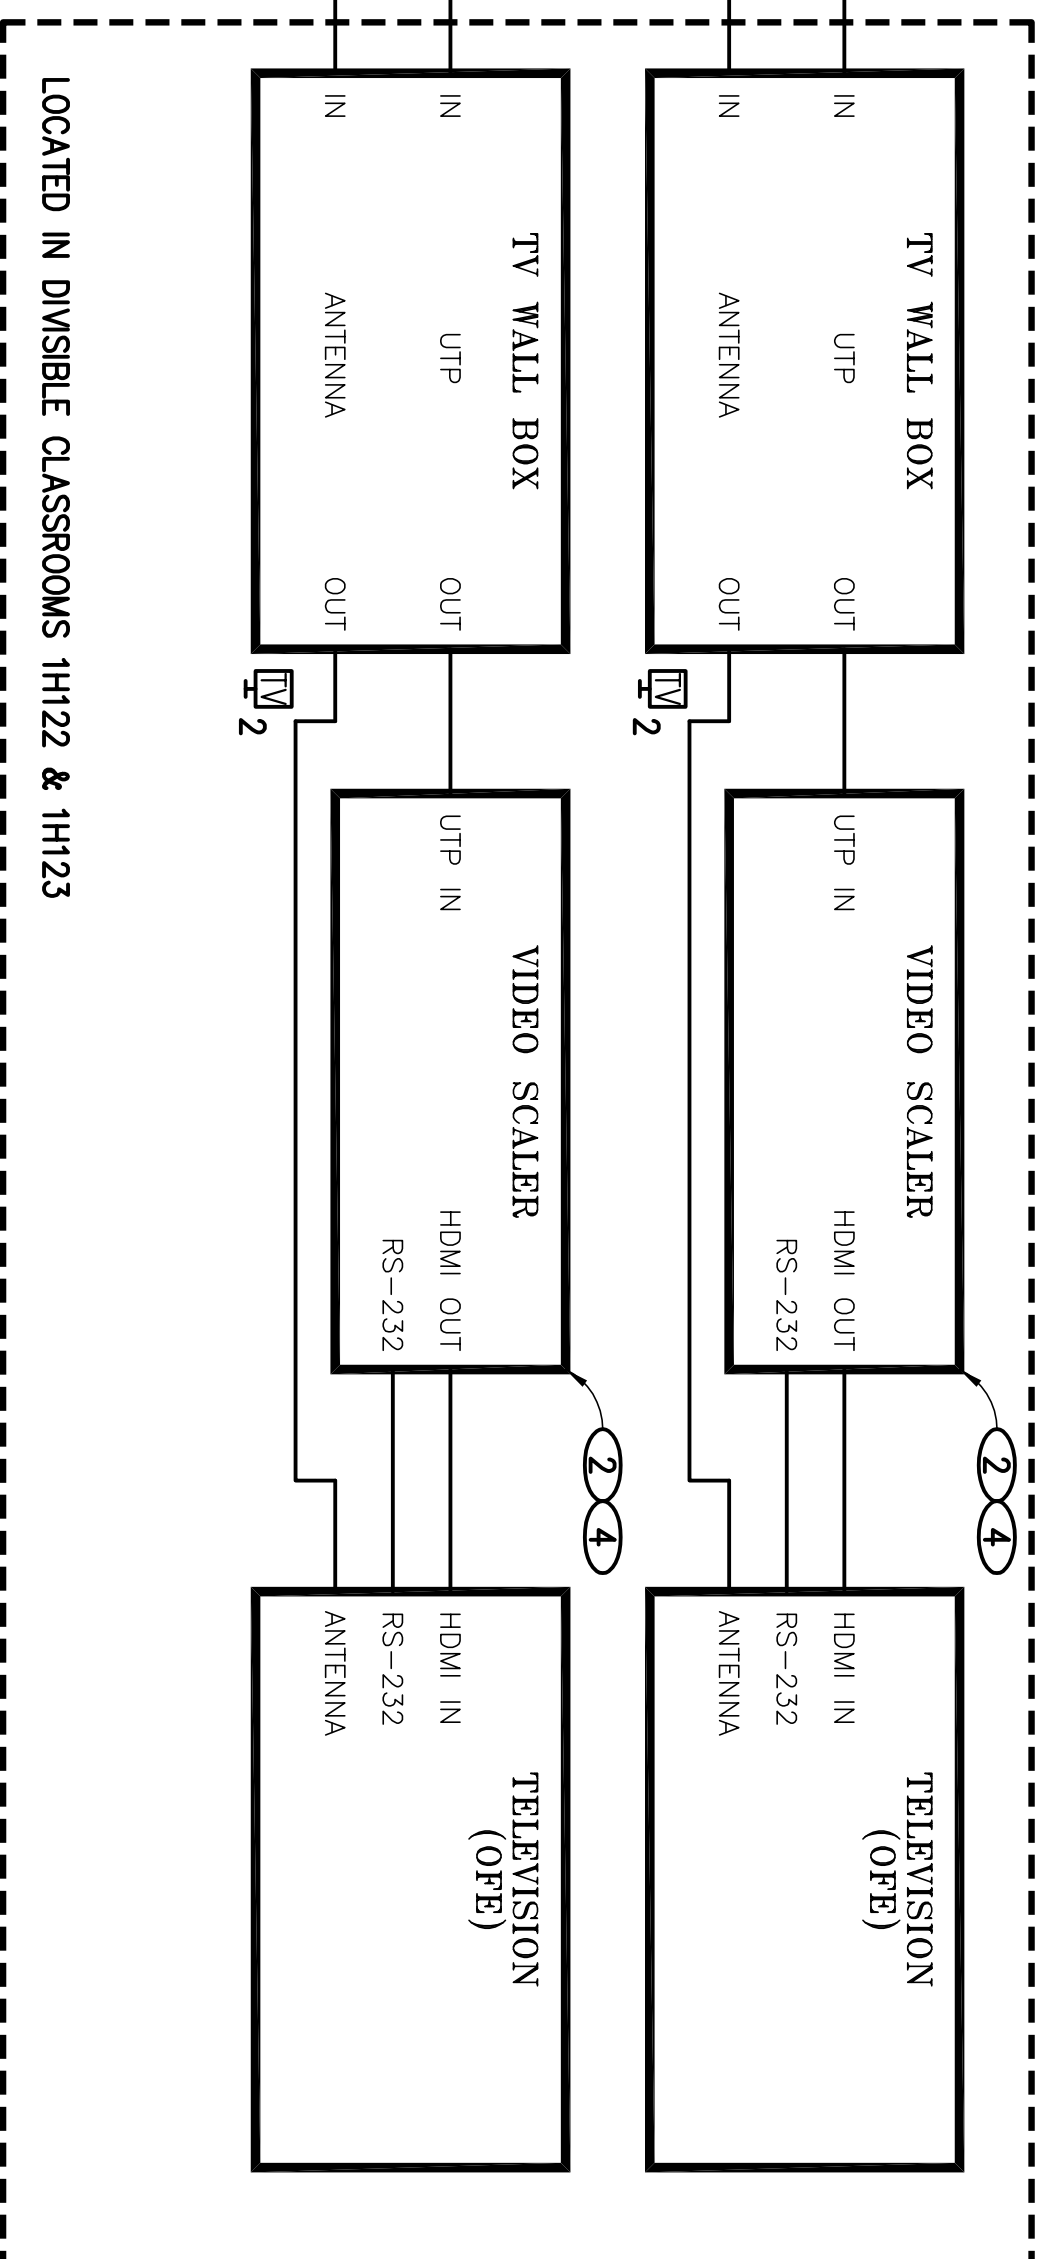 TV WALL BOX
IN UTP OUT
IN ANTENNA OUT
TV 2
VIDEO SCALER
UTP IN HDMI OUT
RS-232
2 4
TELEVISION
(OFE)
HDMI IN
RS-232
ANTENNA
TV WALL BOX
IN UTP OUT
IN ANTENNA OUT
TV 2
VIDEO SCALER
UTP IN HDMI OUT
RS-232
2 4
TELEVISION
(OFE)
HDMI IN
RS-232
ANTENNA
LOCATED IN DIVISIBLE CLASSROOMS 1H122 & 1H123